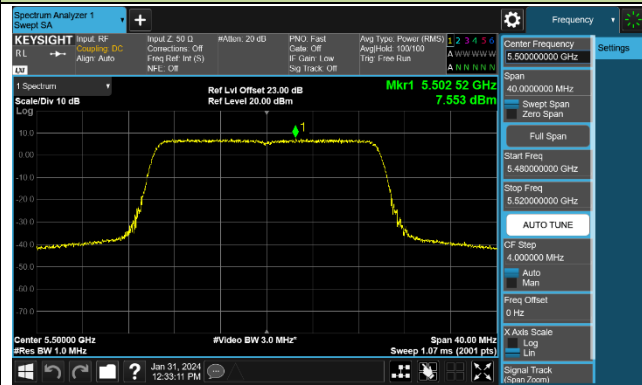 Spectrum Analyzer 1
Swept SA
Frequency
KEYSIGHT
RL
LXI
Input: RF
Coupling: DC
Align: Auto
Input Z: 50 Ω
Corrections: Off
Freq Ref: Int (S)
NFE: Off
#Atten: 20 dB
PNO: Fast
Gate: Off
IF Gain: Low
Sig Track: Off
Avg Type: Power (RMS)
Avg|Hold: 100/100
Trig: Free Run
1 2 3 4 5 6
A W W W W W
A N N N N N
1 Spectrum
Scale/Div 10 dB
Log
Ref Lvl Offset 23.00 dB
Ref Level 20.00 dBm
Mkr1 5.502 52 GHz
7.553 dBm
1
10.0
0.00
-10.0
-20.0
-30.0
-40.0
-50.0
-60.0
-70.0
Center 5.50000 GHz
#Res BW 1.0 MHz
#Video BW 3.0 MHz*
Span 40.00 MHz
Sweep 1.07 ms (2001 pts)
Jan 31, 2024
12:33:11 PM
Center Frequency
5.500000000 GHz
Settings
Span
40.0000000 MHz
Swept Span
Zero Span
Full Span
Start Freq
5.480000000 GHz
Stop Freq
5.520000000 GHz
AUTO TUNE
CF Step
4.000000 MHz
Auto
Man
Freq Offset
0 Hz
X Axis Scale
Log
Lin
Signal Track
(Span Zoom)